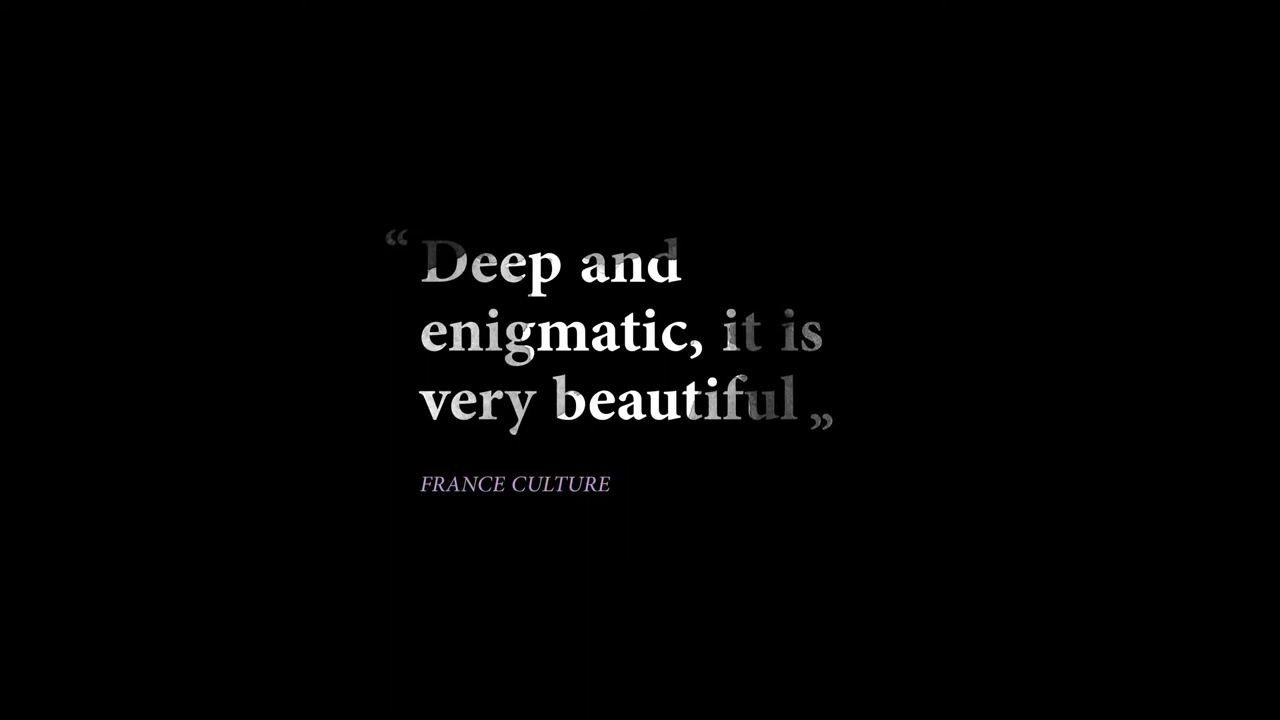 “Deep and
enigmatic, it is
very beautiful„
FRANCE CULTURE